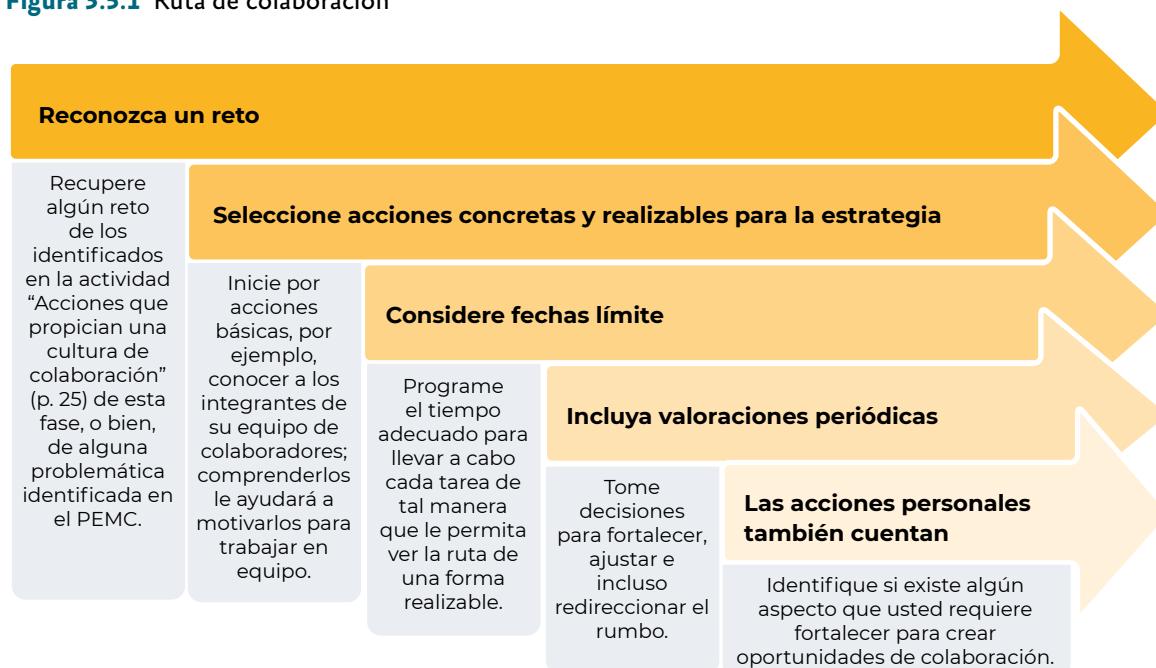 Figura 3.5.1 Ruta de colaboración
Reconozca un reto
Recupere
algún reto
de los
identificados
en la actividad
“Acciones que
propician una
cultura de
colaboración”
(p. 25) de esta
fase, o bien,
de alguna
problemática
identificada en
el PEMC.
Seleccione acciones concretas y realizables para la estrategia
Inicie por
acciones
básicas, por
ejemplo,
conocer a los
integrantes de
su equipo de
colaboradores;
comprenderlos
le ayudará a
motivarlos para
trabajar en
equipo.
Considere fechas límite
Programe
el tiempo
adecuado para
llevar a cabo
cada tarea de
tal manera
que le permita
ver la ruta de
una forma
realizable.
Incluya valoraciones periódicas
Tome
decisiones
para fortalecer,
ajustar e
incluso
redireccionar el
rumbo.
Las acciones personales
también cuentan
Identifique si existe algún
aspecto que usted requiere
fortalecer para crear
oportunidades de colaboración.